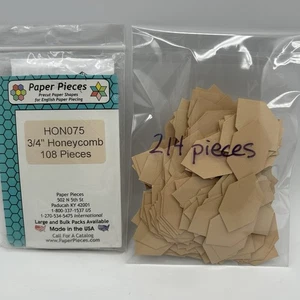 Paper Pieces
Precut Paper Shapes
for English Paper Piecing
HON075
3/4" Honeycomb
108 Pieces
Paper Pieces
502 N 5th St
Paducah KY 42001
1-800-337-1537 US
1-270-534-5475 International
Large and Bulk Packs Available
Made in the USA
Call For A Catalog
www.PaperPieces.com
214 pieces